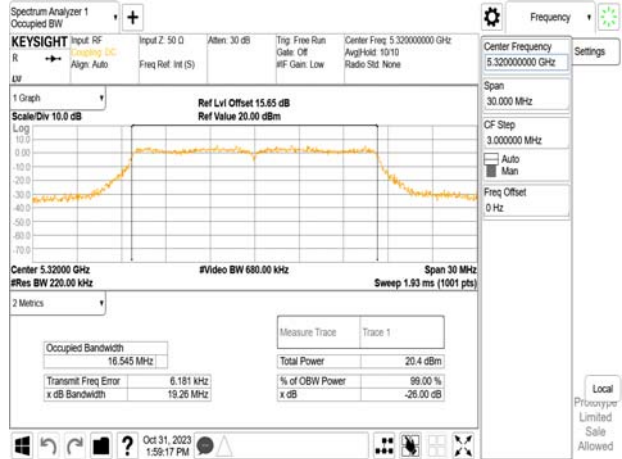 Spectrum Analyzer 1
Occupied BW
+
Frequency
KEYSIGHT
R
Input: RF
Coupling: DC
Align: Auto
Input Z: 50 Ω
Freq Ref: Int (S)
Atten: 30 dB
Trig: Free Run
Gate: Off
#IF Gain: Low
Center Freq: 5.320000000 GHz
Avg|Hold: 10/10
Radio Std: None
Center Frequency
5.320000000 GHz
Settings
Span
30.000 MHz
CF Step
3.000000 MHz
Auto
Man
Freq Offset
0 Hz
1 Graph
Scale/Div 10.0 dB
Ref Lvl Offset 15.65 dB
Ref Value 20.00 dBm
Log
10.0
0.00
-10.0
-20.0
-30.0
-40.0
-50.0
-60.0
-70.0
Center 5.32000 GHz
#Res BW 220.00 kHz
#Video BW 680.00 kHz
Span 30 MHz
Sweep 1.93 ms (1001 pts)
2 Metrics
Measure Trace
Trace 1
Occupied Bandwidth
16.545 MHz
Total Power
20.4 dBm
Transmit Freq Error
6.181 kHz
% of OBW Power
99.00 %
x dB Bandwidth
19.26 MHz
x dB
-26.00 dB
Local
Prototype
Limited
Sale
Allowed
?
Oct 31, 2023
1:59:17 PM